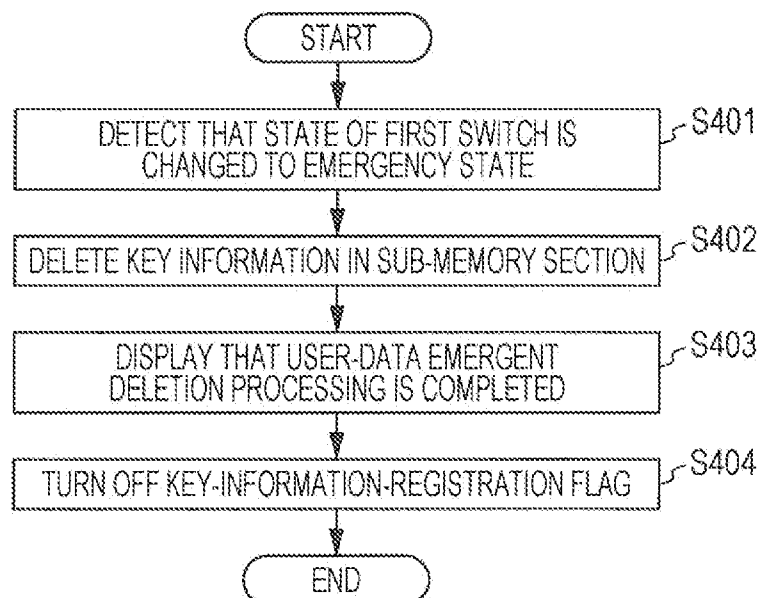 START
DETECT THAT STATE OF FIRST SWITCH IS
CHANGED TO EMERGENCY STATE
S401
DELETE KEY INFORMATION IN SUB-MEMORY SECTION
S402
DISPLAY THAT USER-DATA EMERGENT
DELETION PROCESSING IS COMPLETED
S403
TURN OFF KEY-INFORMATION-REGISTRATION FLAG
S404
END